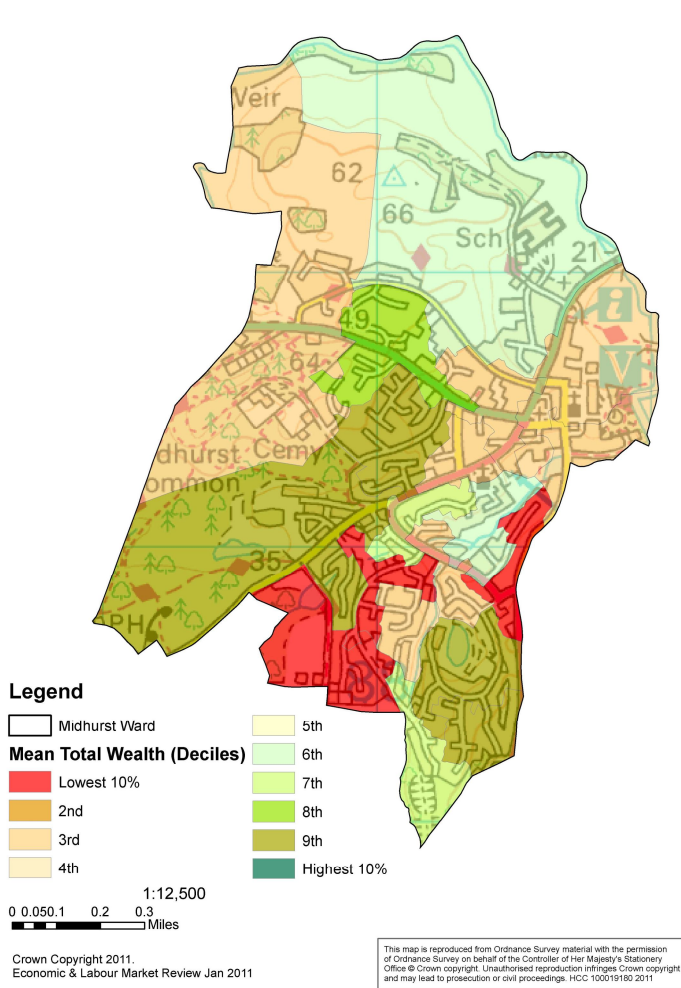 Veir
62
66
Sch
21
i
49
V
64
dhurst
Cemy
ommon
35
PH
3
Legend
Midhurst Ward
Mean Total Wealth (Deciles)
Lowest 10%
2nd
3rd
4th
5th
6th
7th
8th
9th
Highest 10%
1:12,500
0 0.050.1 0.2 0.3
Miles
Crown Copyright 2011.
Economic & Labour Market Review Jan 2011
This map is reproduced from Ordnance Survey material with the permission
of Ordnance Survey on behalf of the Controller of Her Majesty's Stationery
Office © Crown copyright. Unauthorised reproduction infringes Crown copyright
and may lead to prosecution or civil proceedings. HCC 100019180 2011